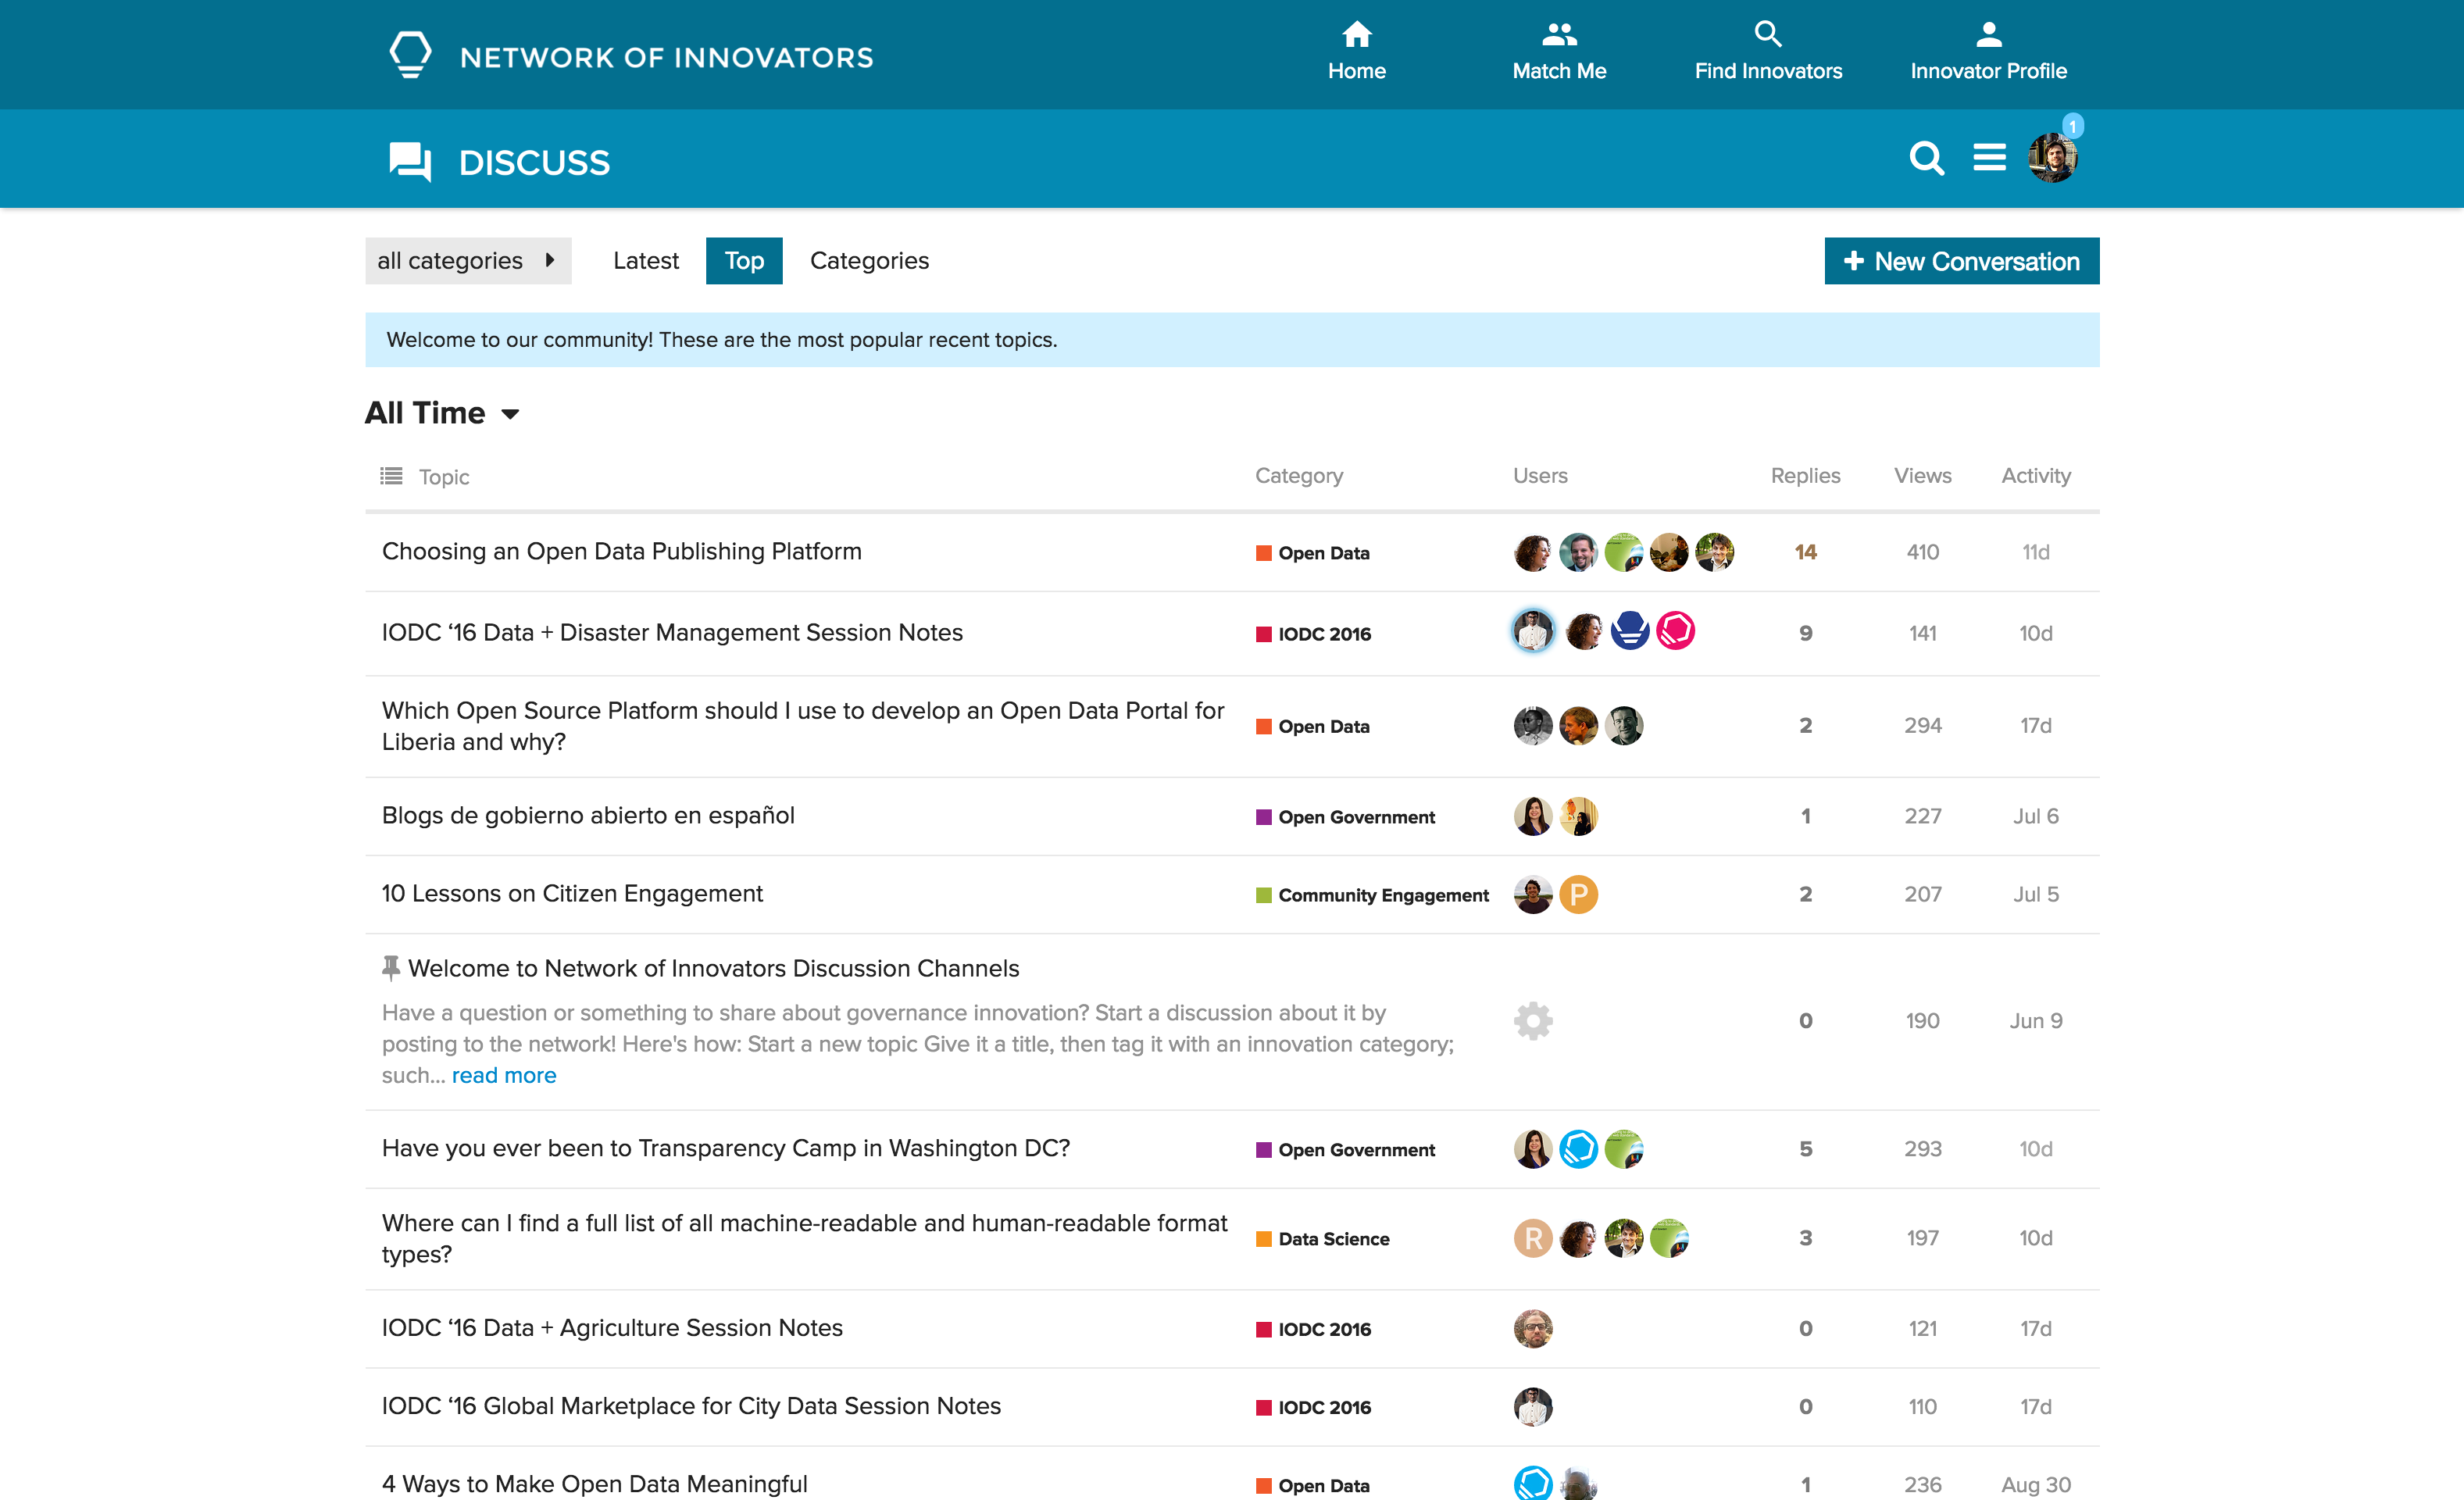 NETWORK OF INNOVATORS
Home
Match Me
Find Innovators
Innovator Profile
DISCUSS
1
all categories
Latest
Top
Categories
New Conversation
Welcome to our community! These are the most popular recent topics.
All Time
Topic Category Users Replies Views Activity
Choosing an Open Data Publishing Platform Open Data 14 410 11d
IODC ‘16 Data + Disaster Management Session Notes IODC 2016 9 141 10d
Which Open Source Platform should I use to develop an Open Data Portal for
Liberia and why?
Open Data 2 294 17d
Blogs de gobierno abierto en español Open Government 1 227 Jul 6
10 Lessons on Citizen Engagement Community Engagement P 2 207 Jul 5
Welcome to Network of Innovators Discussion Channels
Have a question or something to share about governance innovation? Start a discussion about it by
posting to the network! Here's how: Start a new topic Give it a title, then tag it with an innovation category;
such... read more
0 190 Jun 9
Have you ever been to Transparency Camp in Washington DC? Open Government 5 293 10d
Where can I find a full list of all machine-readable and human-readable format
types?
Data Science R 3 197 10d
IODC ‘16 Data + Agriculture Session Notes IODC 2016 0 121 17d
IODC ‘16 Global Marketplace for City Data Session Notes IODC 2016 0 110 17d
4 Ways to Make Open Data Meaningful Open Data 1 236 Aug 30